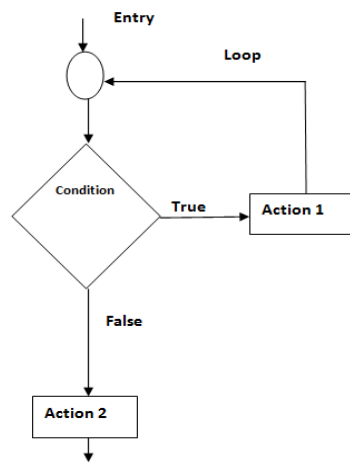 Entry
Loop
Condition
True
Action 1
False
Action 2